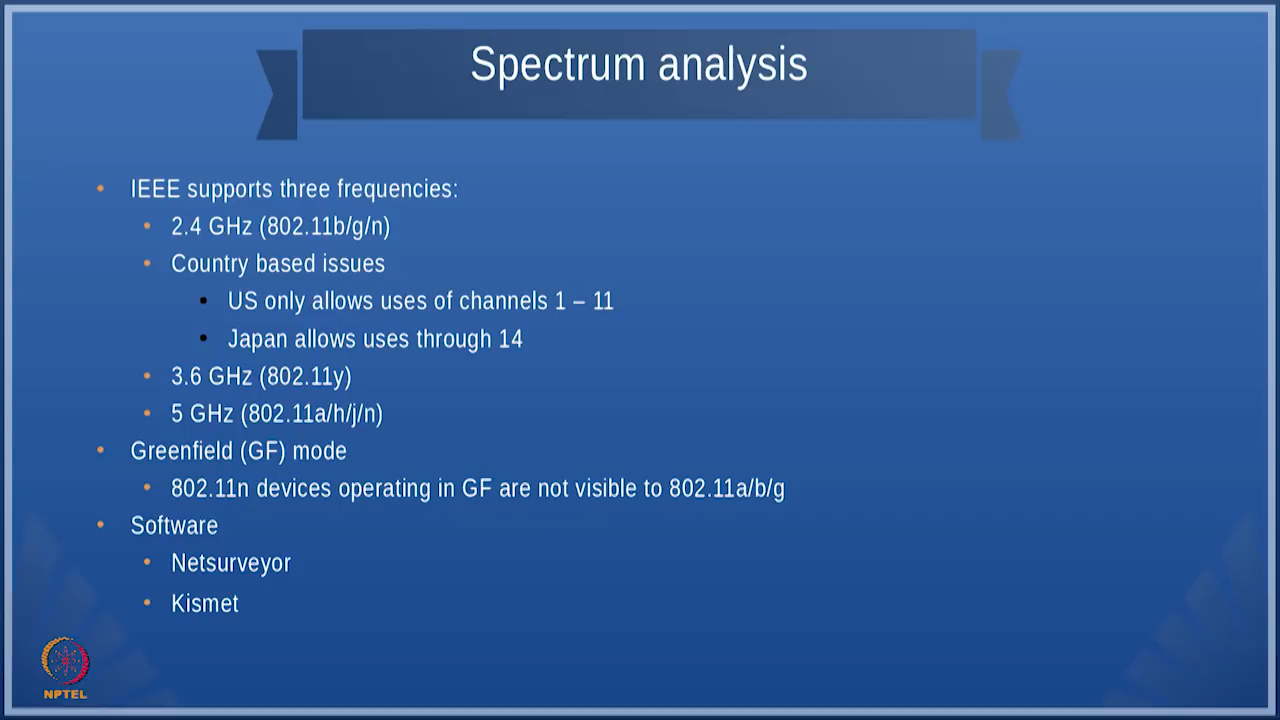 Spectrum analysis
IEEE supports three frequencies:
2.4 GHz (802.11b/g/n)
Country based issues
US only allows uses of channels 1 – 11
Japan allows uses through 14
3.6 GHz (802.11y)
5 GHz (802.11a/h/j/n)
Greenfield (GF) mode
802.11n devices operating in GF are not visible to 802.11a/b/g
Software
Netsurveyor
Kismet
NPTEL